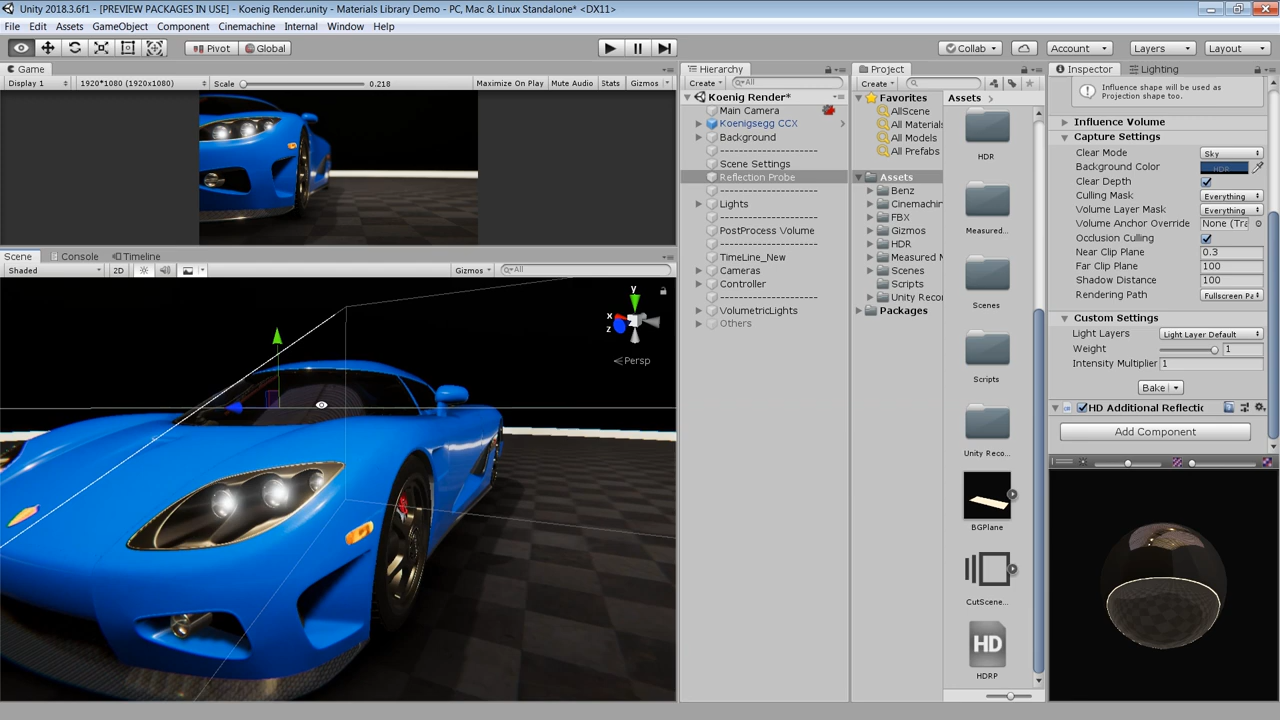 Unity 2018.3.6f1 - [PREVIEW PACKAGES IN USE] - Koenig Render.unity - Materials Library Demo - PC, Mac & Linux Standalone* <DX11>
File Edit Assets GameObject Component Cinemachine Internal Window Help
Pivot Global Collab Account Layers Layout
Game
Display 1 1920*1080 (1920x1080) Scale 0.218 Maximize On Play Mute Audio Stats Gizmos
Scene Console Timeline
Shaded 2D Gizmos All
y
x
z
Persp
Hierarchy
Create All
Koenig Render*
Main Camera
Koenigsegg CCX
Background
--------------------
Scene Settings
Reflection Probe
--------------------
Lights
--------------------
PostProcess Volume
--------------------
TimeLine_New
Cameras
Controller
--------------------
VolumetricLights
Others
Project
Create
Favorites
AllScene
All Materials
All Models
All Prefabs
Assets
Benz
Cinemachin
FBX
Gizmos
HDR
Measured M
Scenes
Scripts
Unity Reco
Packages
Assets
HDR
Measured...
Scenes
Scripts
Unity Reco...
BGPlane
CutScene...
HD
HDRP
Inspector Lighting
Influence shape will be used as
Projection shape too.
Influence Volume
Capture Settings
Clear Mode Sky
Background Color HDR
Clear Depth
Culling Mask Everything
Volume Layer Mask Everything
Volume Anchor Override None (Tra
Occlusion Culling
Near Clip Plane 0.3
Far Clip Plane 100
Shadow Distance 100
Rendering Path Fullscreen Pa
Custom Settings
Light Layers Light Layer Default
Weight 1
Intensity Multiplier 1
Bake
HD Additional Reflectic
Add Component